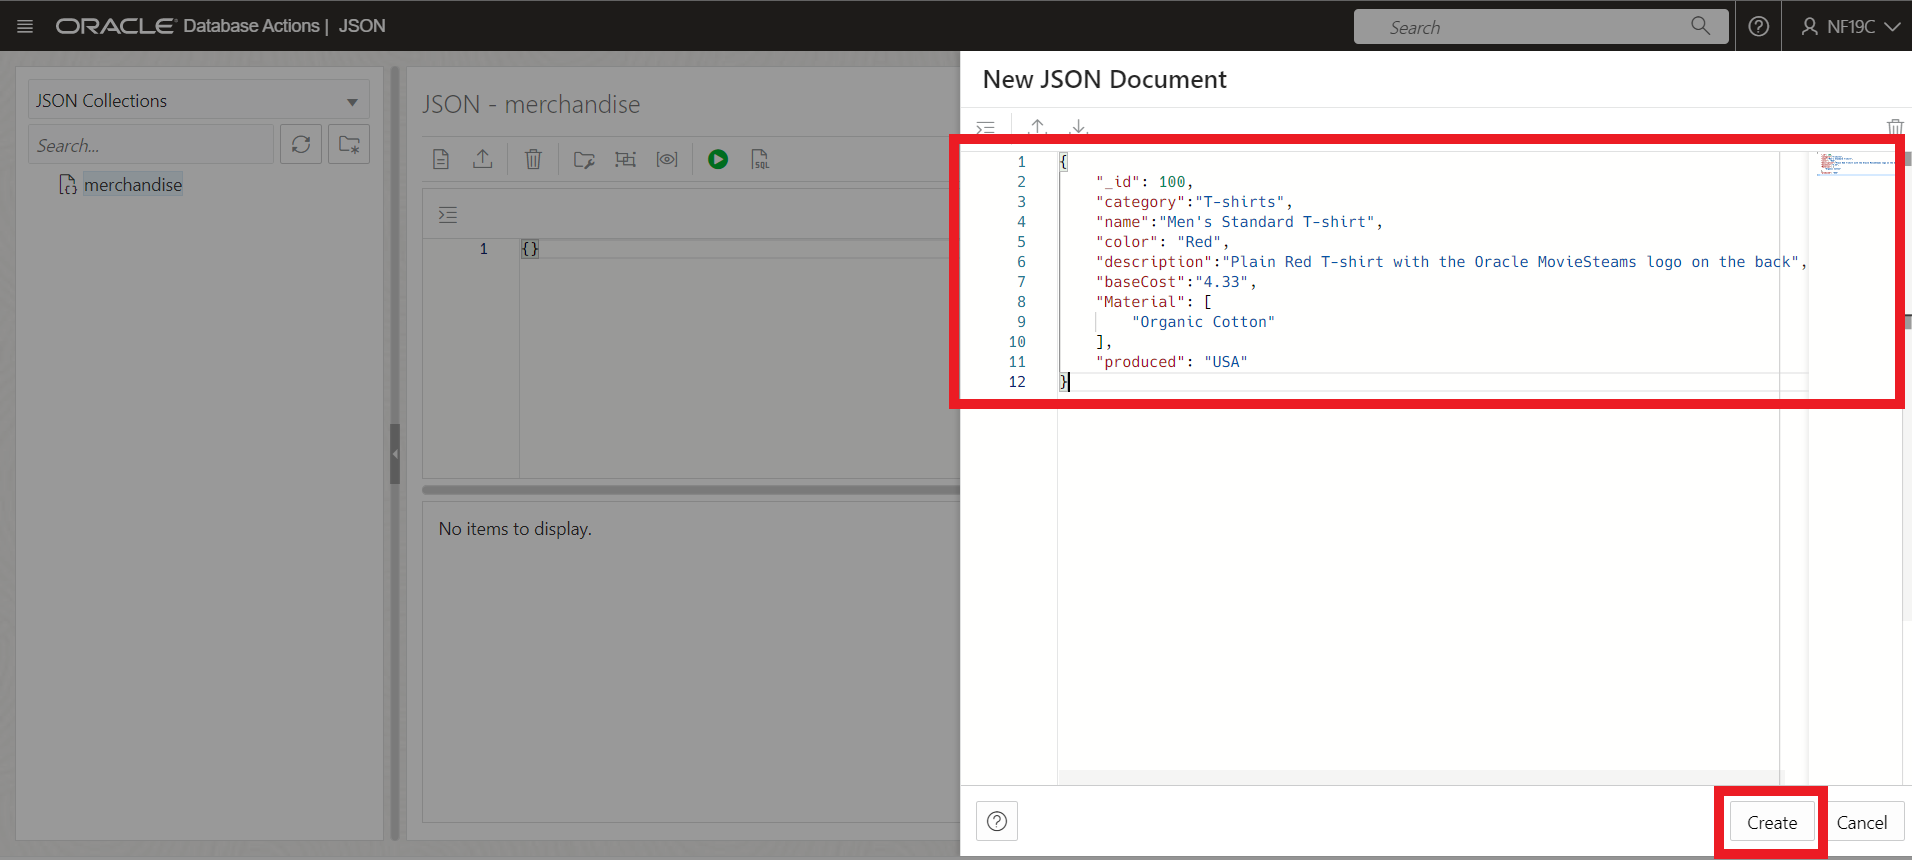 ORACLE Database Actions | JSON
Search
NF19C
JSON Collections
Search...
merchandise
JSON - merchandise
SQL
1 {}
No items to display.
New JSON Document
1 {
2 "_id": 100,
3 "category":"T-shirts",
4 "name":"Men's Standard T-shirt",
5 "color": "Red",
6 "description":"Plain Red T-shirt with the Oracle MovieSteams logo on the back",
7 "baseCost":"4.33",
8 "Material": [
9 "Organic Cotton"
10 ],
11 "produced": "USA"
12 }
Create
Cancel